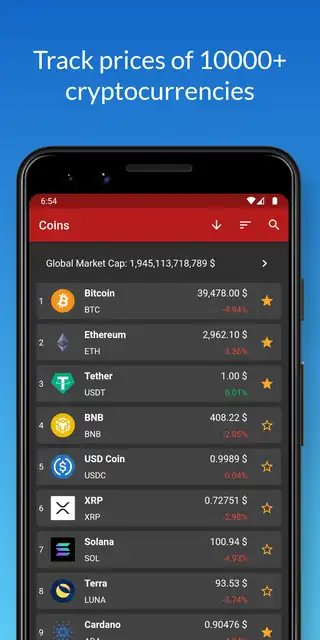 Track prices of 10000+
cryptocurrencies
6:54
Coins
Global Market Cap: 1,945,113,718,789 $
1 Bitcoin 39,478.00 $
BTC -4.94%
2 Ethereum 2,962.10 $
ETH -3.36%
3 Tether 1.00 $
USDT 0.01%
4 BNB 408.22 $
BNB -2.05%
5 USD Coin 0.9989 $
USDC -0.04%
6 XRP 0.72751 $
XRP -2.98%
7 Solana 100.94 $
SOL -4.93%
8 Terra 93.53 $
LUNA -3.74%
Cardano 0.90476 $
ADA